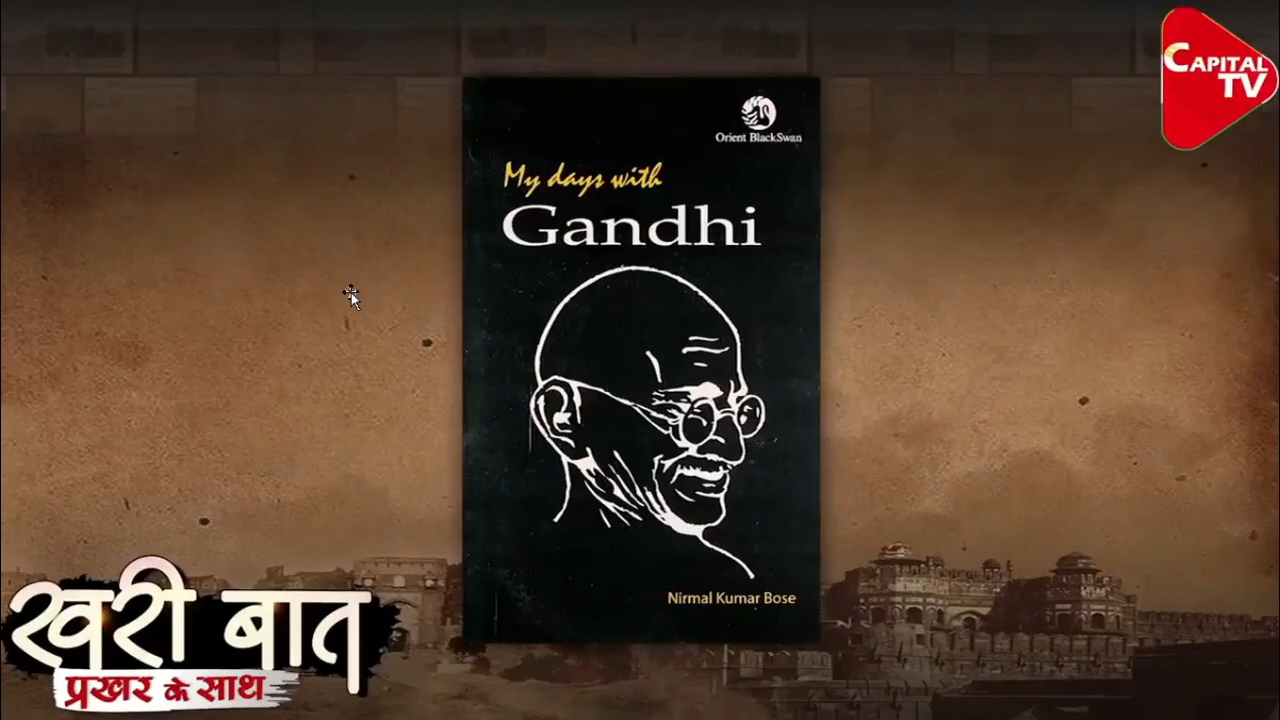 CAPITAL
TV
Orient BlackSwan
My days with
Gandhi
Nirmal Kumar Bose
खरी बात
प्रखर के साथ